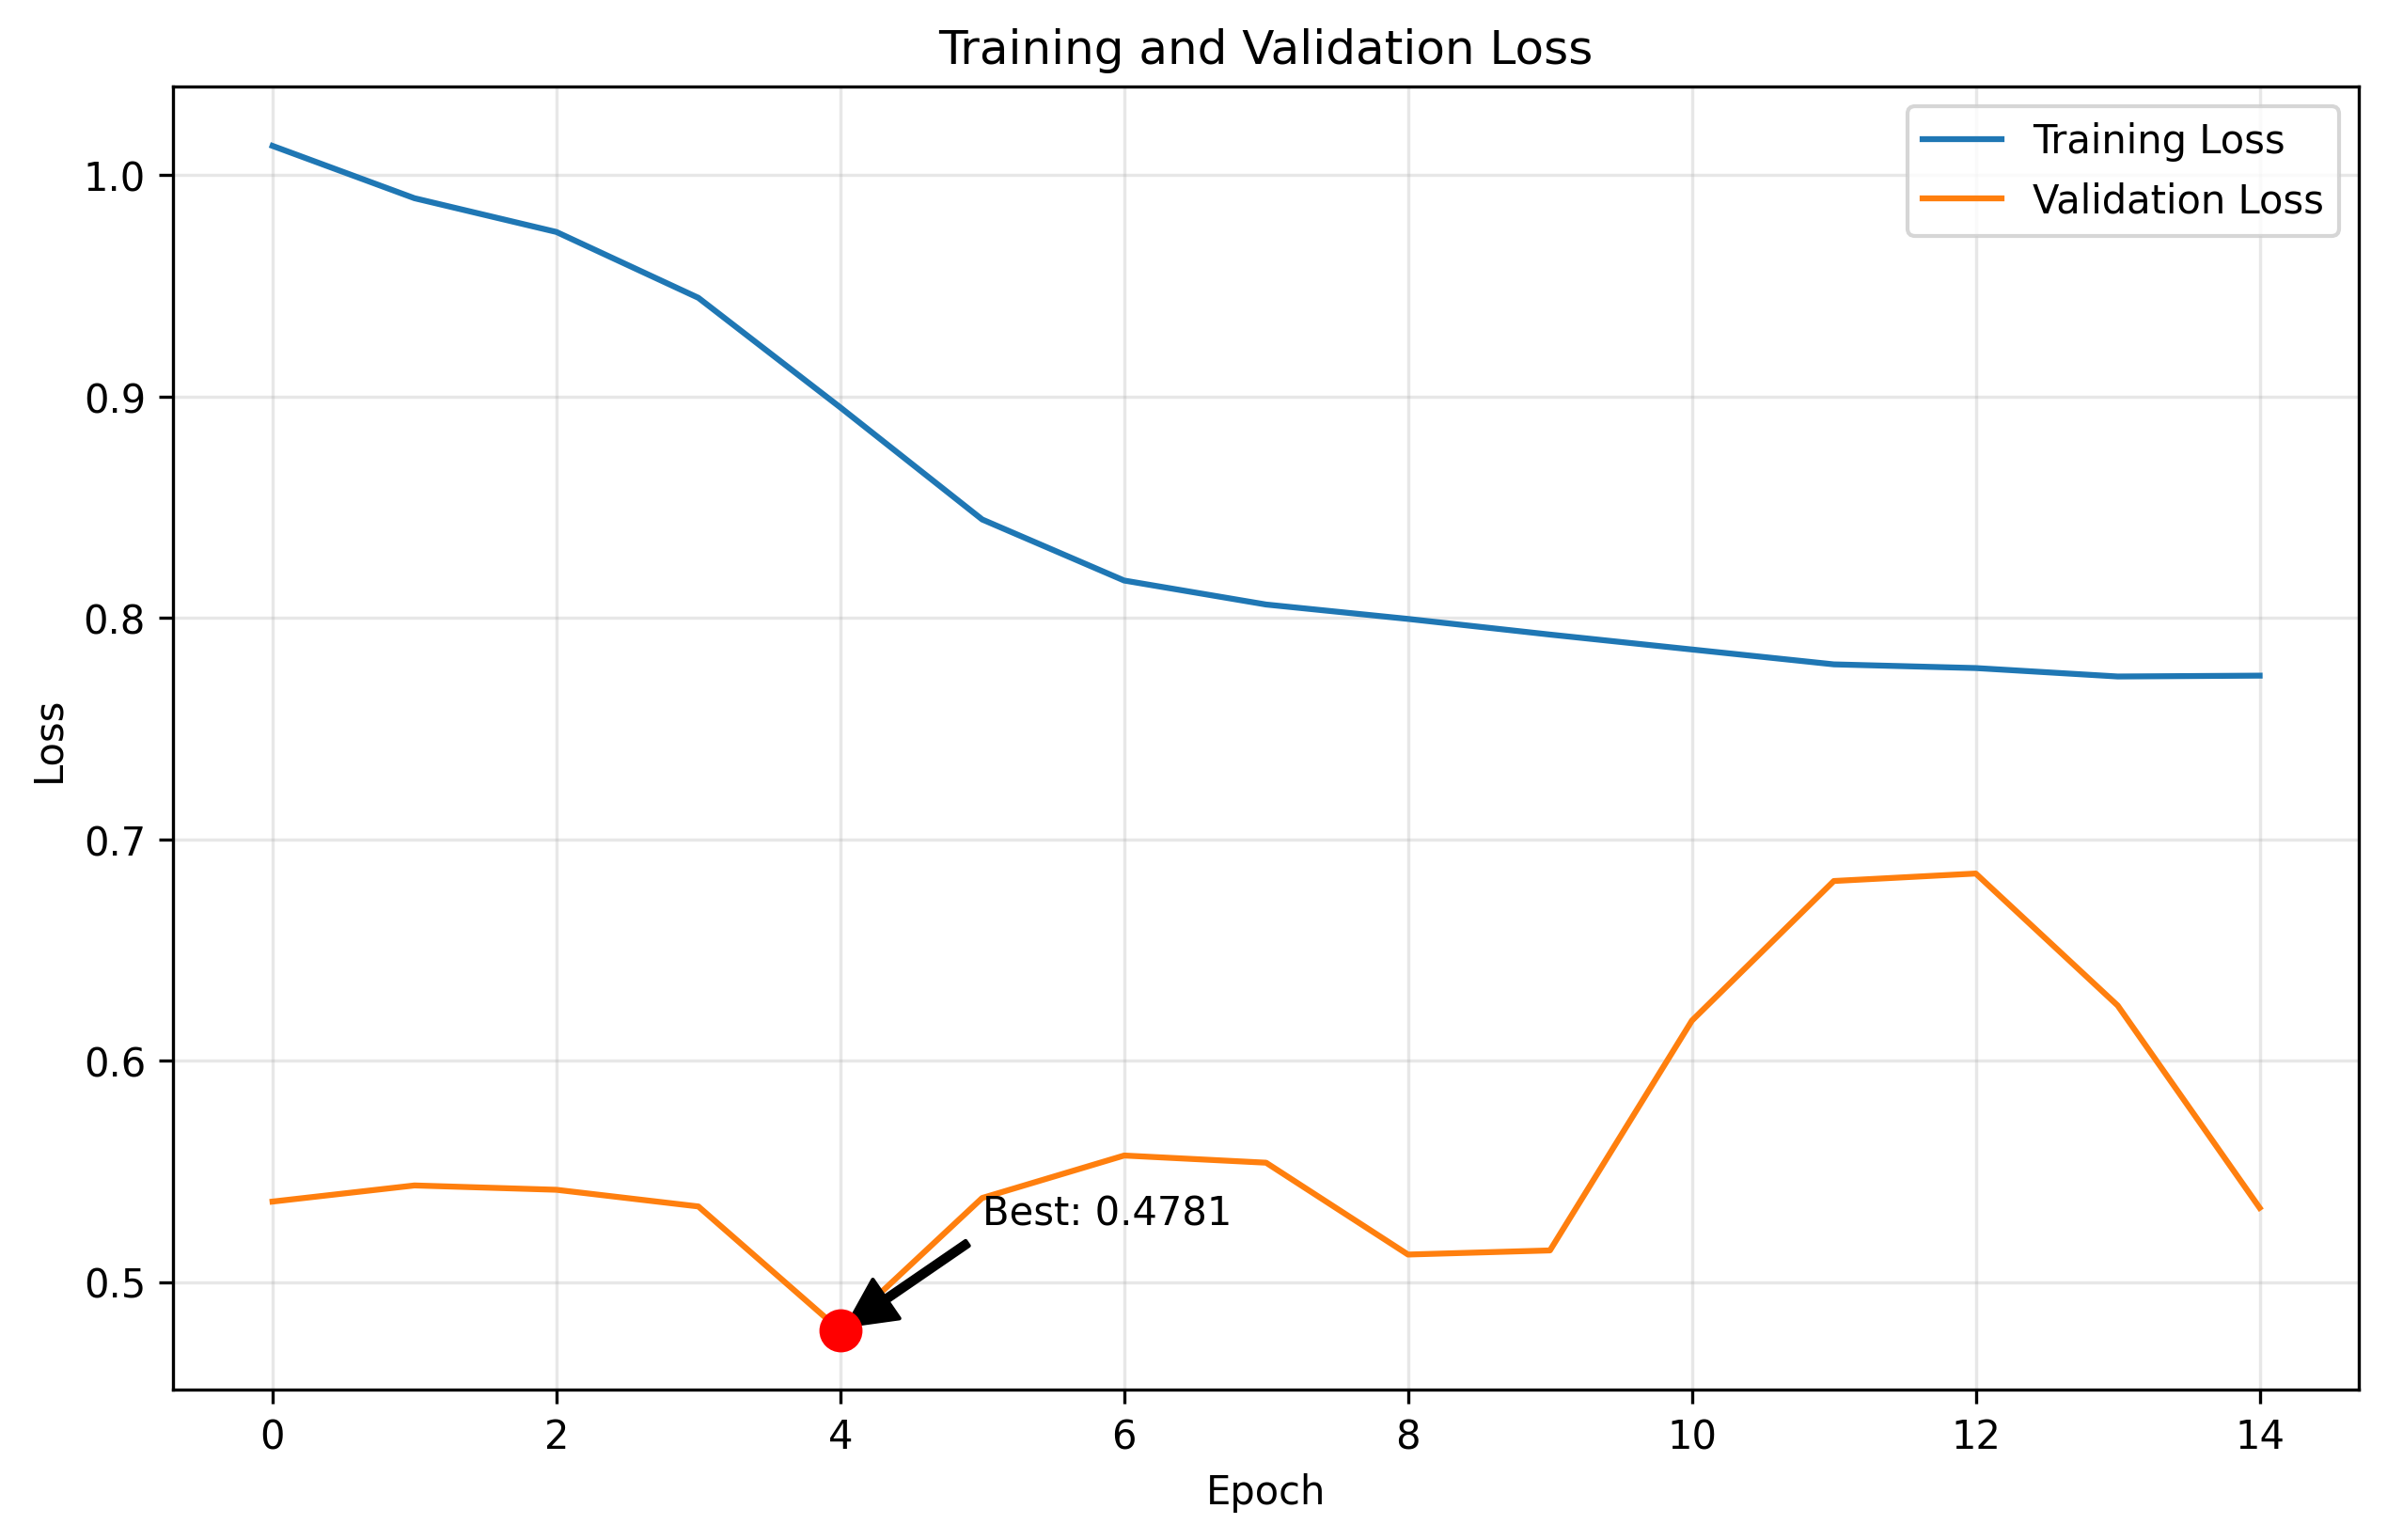 Training and Validation Loss
Training Loss
Validation Loss
1.0
0.9
0.8
0.7
0.6
0.5
Loss
Best: 0.4781
0 2 4 6 8 10 12 14
Epoch